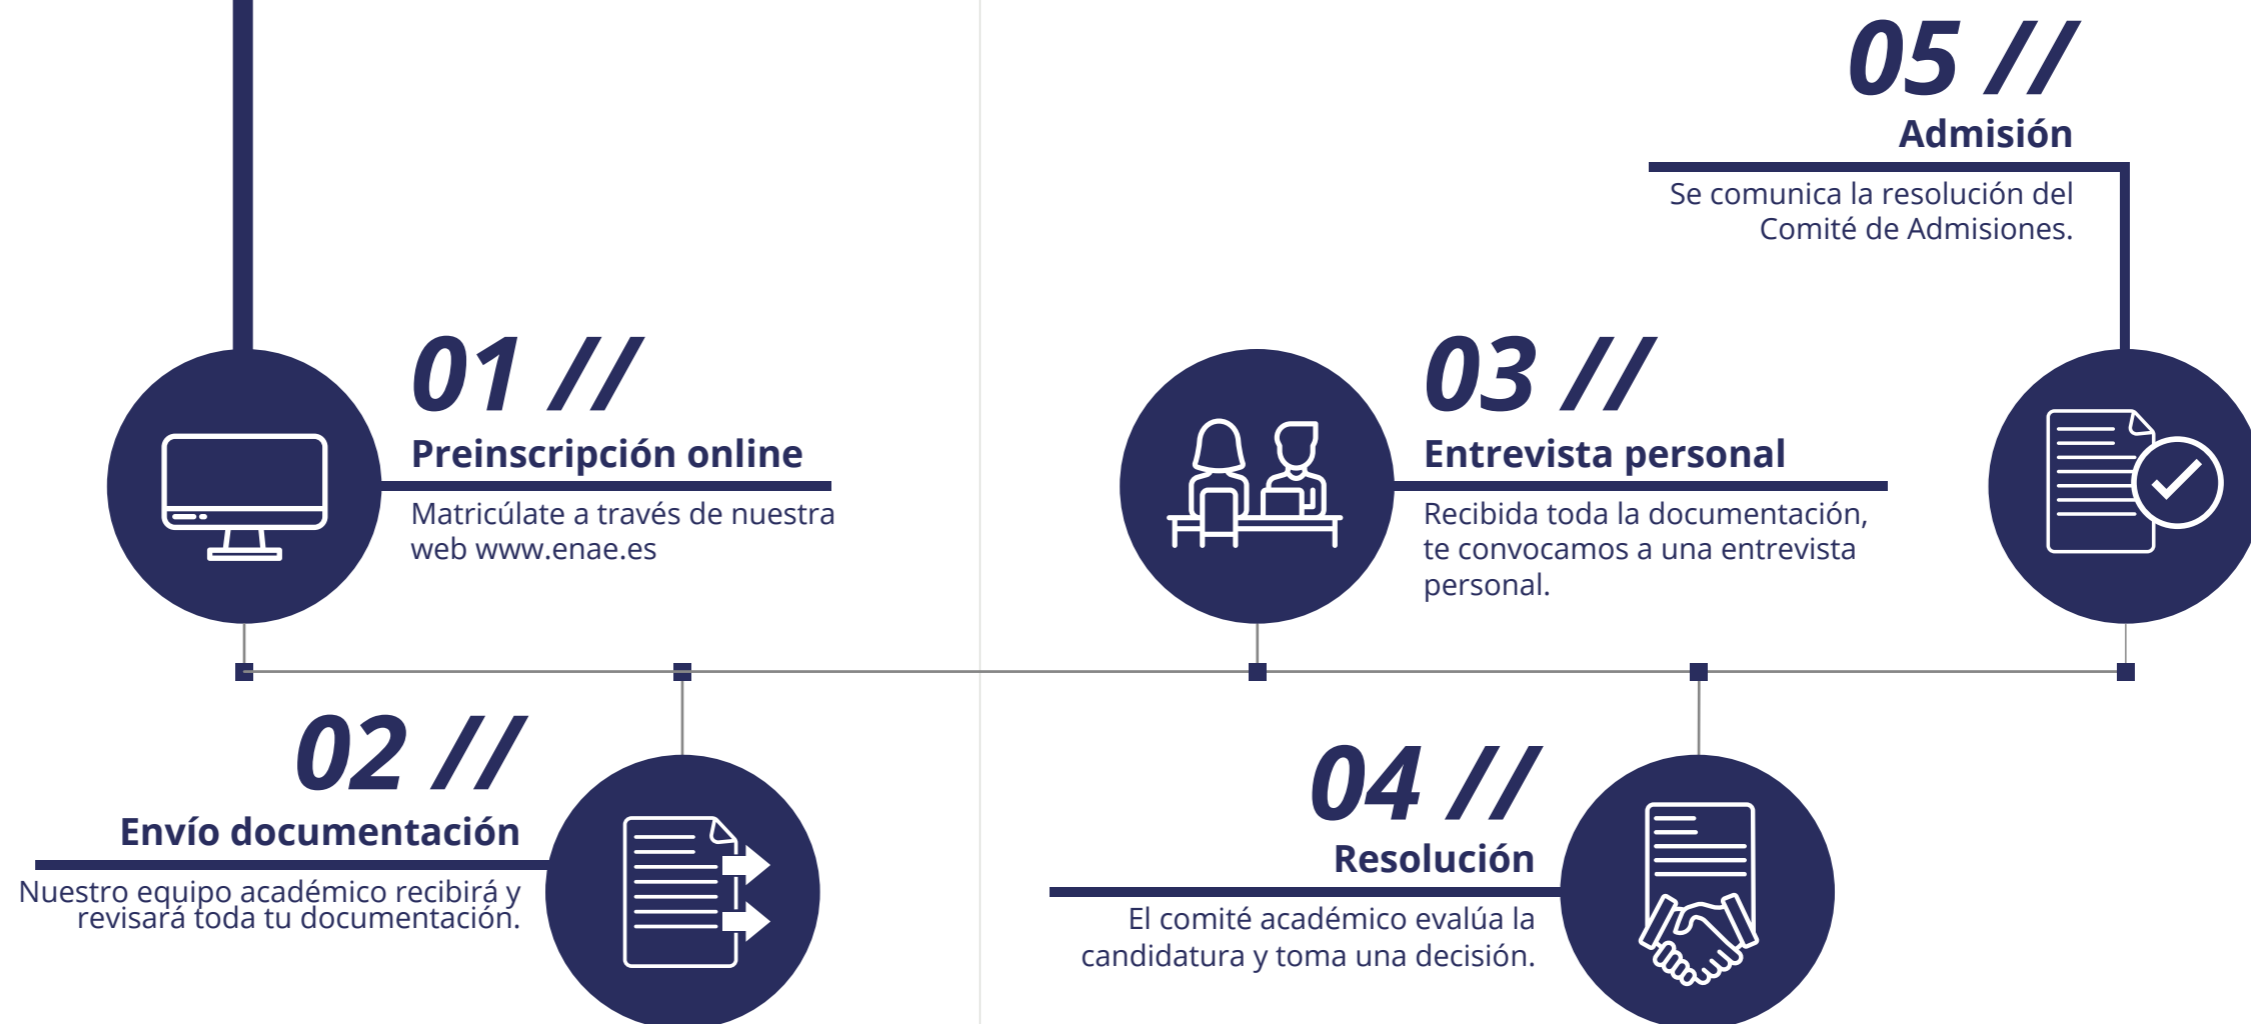 01 //
Preinscripción online
Matricúlate a través de nuestra
web www.enae.es
02 //
Envío documentación
Nuestro equipo académico recibirá y
revisará toda tu documentación.
03 //
Entrevista personal
Recibida toda la documentación,
te convocamos a una entrevista
personal.
04 //
Resolución
El comité académico evalúa la
candidatura y toma una decisión.
05 //
Admisión
Se comunica la resolución del
Comité de Admisiones.